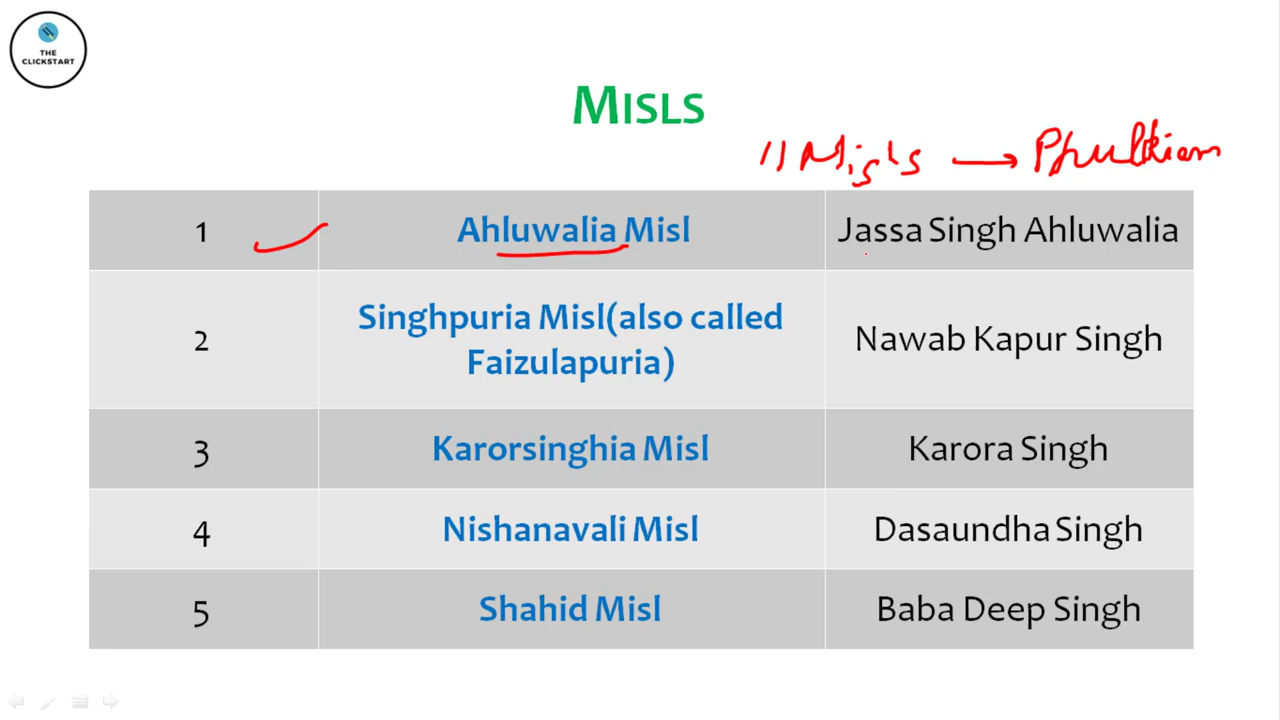 THE
CLICKSTART
MISLS
11 Misls → Phulkian
1 Ahluwalia Misl Jassa Singh Ahluwalia
2 Singhpuria Misl(also called Nawab Kapur Singh
Faizulapuria)
3 Karorsinghia Misl Karora Singh
4 Nishanavali Misl Dasaundha Singh
5 Shahid Misl Baba Deep Singh